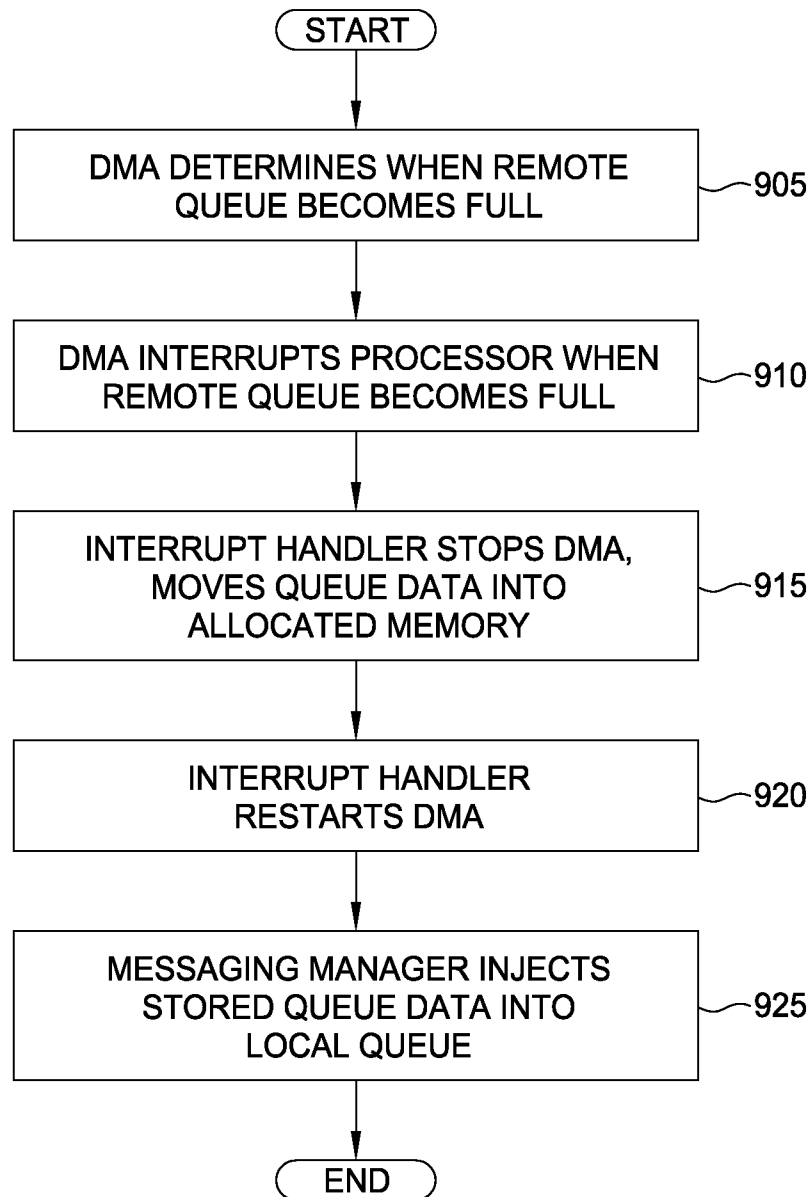 START
DMA DETERMINES WHEN REMOTE
QUEUE BECOMES FULL
905
DMA INTERRUPTS PROCESSOR WHEN
REMOTE QUEUE BECOMES FULL
910
INTERRUPT HANDLER STOPS DMA,
MOVES QUEUE DATA INTO
ALLOCATED MEMORY
915
INTERRUPT HANDLER
RESTARTS DMA
920
MESSAGING MANAGER INJECTS
STORED QUEUE DATA INTO
LOCAL QUEUE
925
END